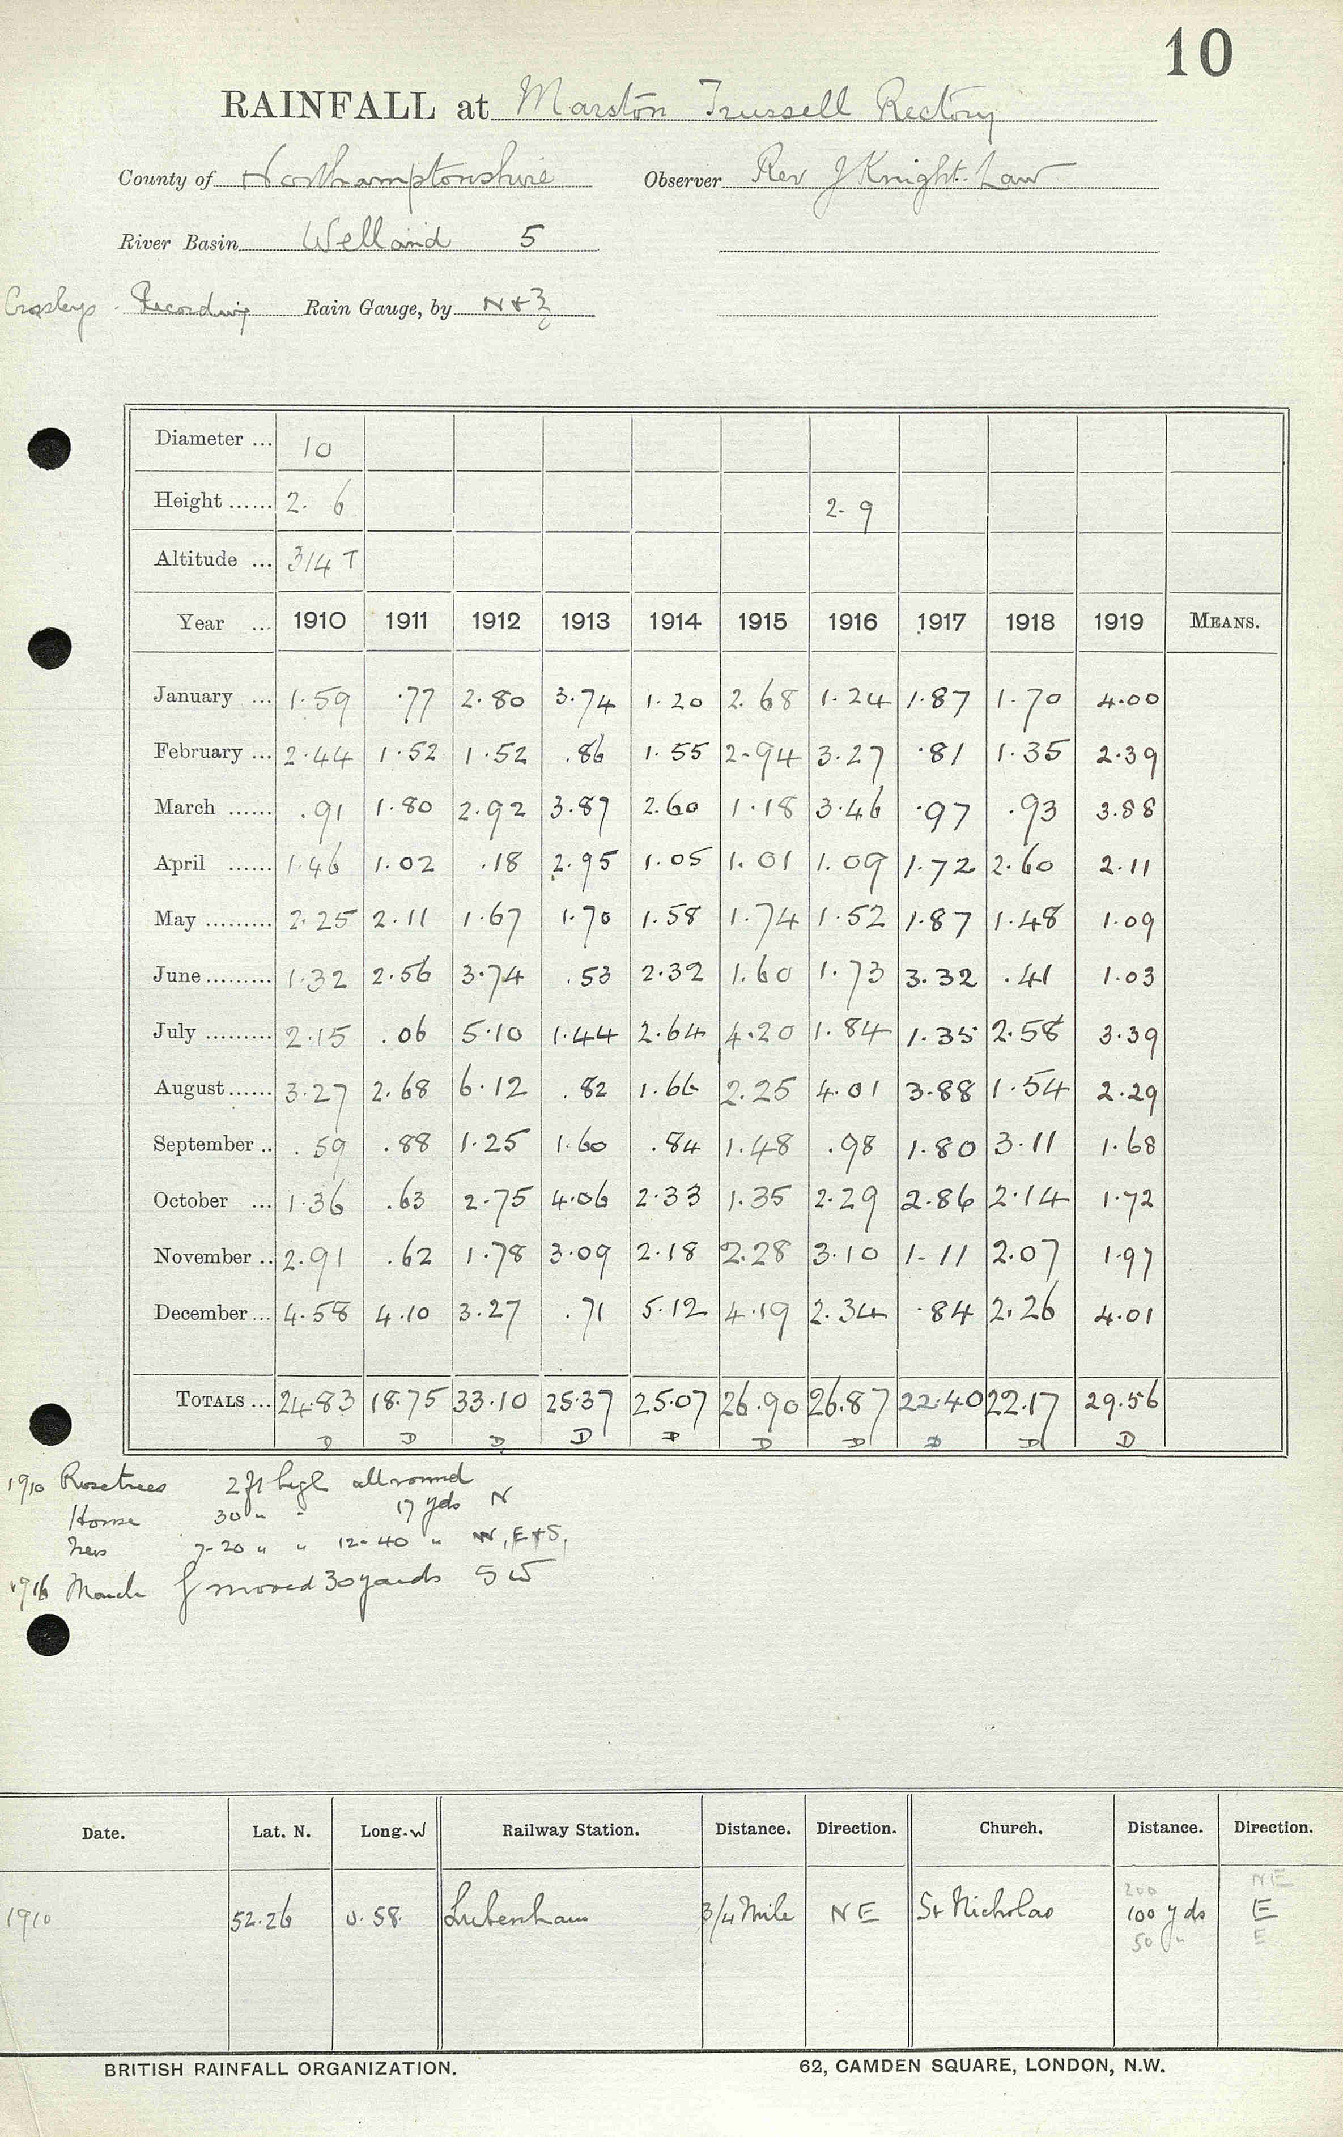 10
RAINFALL at Marston Trussell Rectory
County of Northamptonshire Observer Rev J Knight-Law
River Basin Welland 5
Crosleys Recording Rain Gauge, by N & Z
Diameter ... 10
Height ...... 2. 6 2. 9
Altitude ... 314 T
Year ... 1910 1911 1912 1913 1914 1915 1916 1917 1918 1919 MEANS.
January ... 1.59 .77 2.80 3.74 1.20 2.68 1.24 1.87 1.70 4.00
February ... 2.44 1.52 1.52 .86 1.55 2.94 3.27 .81 1.35 2.39
March ...... .91 1.80 2.92 3.87 2.60 1.18 3.46 .97 .93 3.88
April ...... 1.46 1.02 .18 2.95 1.05 1.01 1.09 1.72 2.60 2.11
May ......... 2.25 2.11 1.67 1.70 1.58 1.74 1.52 1.87 1.48 1.09
June ......... 1.32 2.56 3.74 .53 2.32 1.60 1.73 3.32 .41 1.03
July ......... 2.15 .06 5.10 1.44 2.64 4.20 1.84 1.35 2.58 3.39
August ...... 3.27 2.68 6.12 .82 1.66 2.25 4.01 3.88 1.54 2.29
September .. .59 .88 1.25 1.60 .84 1.48 .98 1.80 3.11 1.68
October ... 1.36 .63 2.75 4.06 2.33 1.35 2.29 2.86 2.14 1.72
November .. 2.91 .62 1.78 3.09 2.18 2.28 3.10 1.11 2.07 1.97
December ... 4.58 4.10 3.27 .71 5.12 4.19 2.34 .84 2.26 4.01
TOTALS ... 24.83 18.75 33.10 25.37 25.07 26.90 26.87 22.40 22.17 29.56
D D D D D D D D D D
1910 Rosetrees 2 ft high all round
House 30 " " 17 yds N
Trees 7-20 " " 12-40 " W, E & S,
1916 March g moved 30 yards SW
Date. Lat. N. Long. W Railway Station. Distance. Direction. Church. Distance. Direction.
200 NE
1910 52.26 0.58 Lubenham 3/4 Mile NE St Nicholas 100 yds E
50 " E
BRITISH RAINFALL ORGANIZATION. 62, CAMDEN SQUARE, LONDON, N.W.